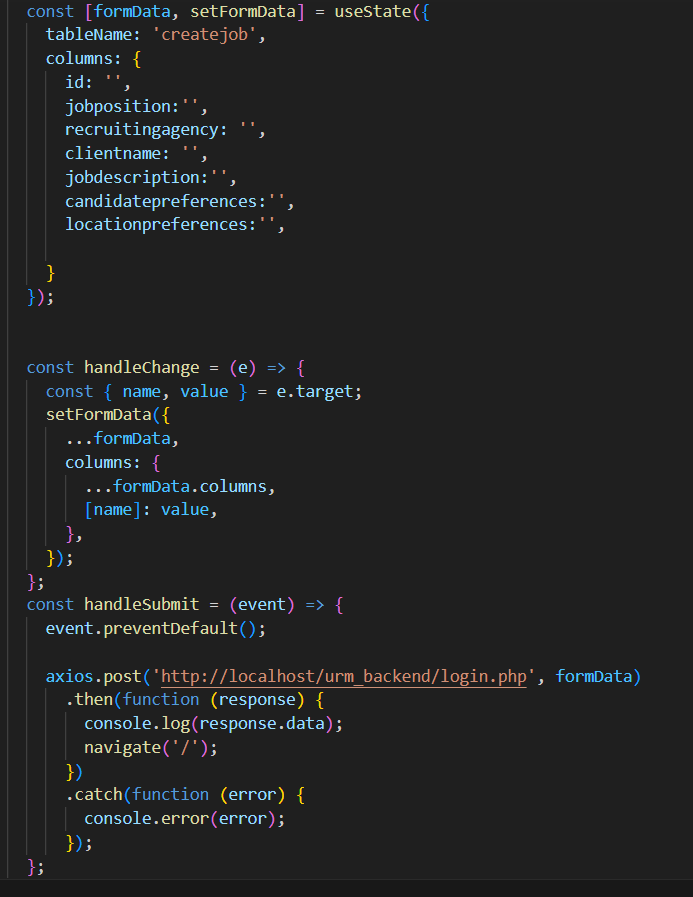 const [formData, setFormData] = useState({
tableName: 'createjob',
columns: {
id: '',
jobposition:'',
recruitingagency: '',
clientname: '',
jobdescription:'',
candidatepreferences:'',
locationpreferences:'',
}
});
const handleChange = (e) => {
const { name, value } = e.target;
setFormData({
...formData,
columns: {
...formData.columns,
[name]: value,
},
});
};
const handleSubmit = (event) => {
event.preventDefault();
axios.post('http://localhost/urm_backend/login.php', formData)
.then(function (response) {
console.log(response.data);
navigate('/');
})
.catch(function (error) {
console.error(error);
});
};